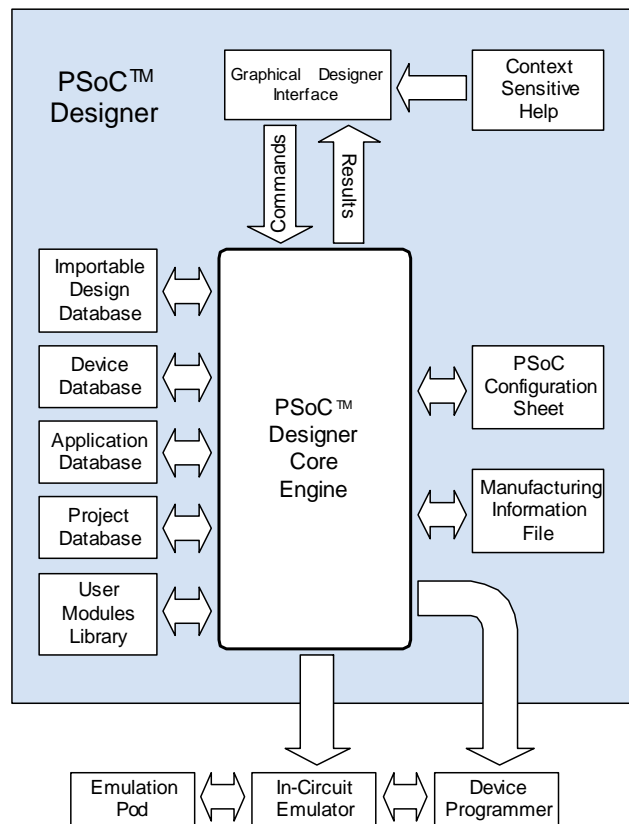 PSoC™
Designer
Graphical Designer
Interface
Context
Sensitive
Help
Commands
Results
Importable
Design
Database
Device
Database
Application
Database
Project
Database
User
Modules
Library
PSoC™
Designer
Core
Engine
PSoC
Configuration
Sheet
Manufacturing
Information
File
Emulation
Pod
In-Circuit
Emulator
Device
Programmer